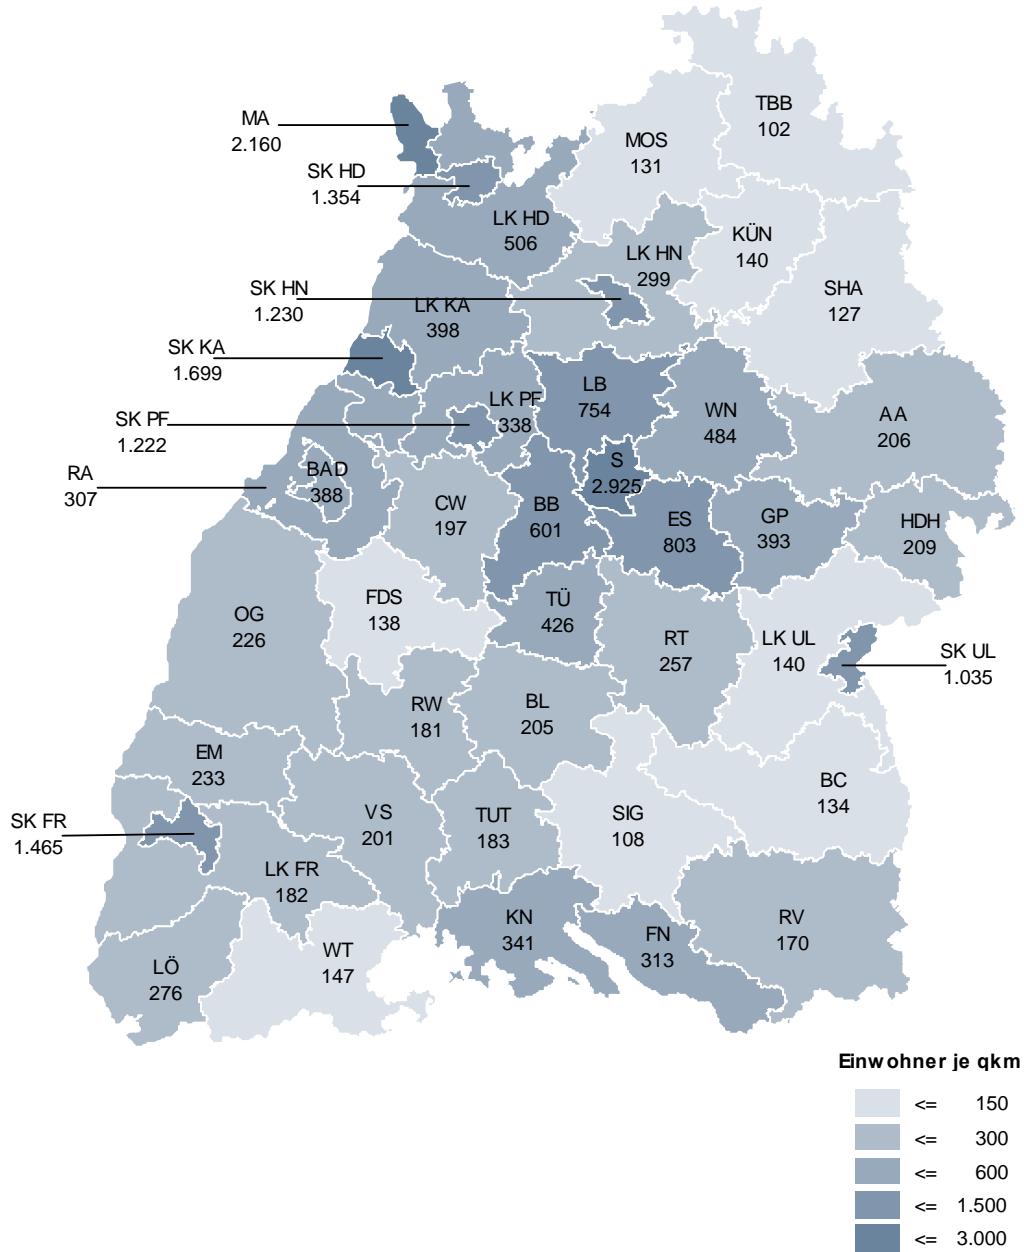 TBB
102
MA
2.160
MOS
131
SK HD
1.354
LK HD
506
KÜN
140
LK HN
299
SK HN
1.230
LK KA
398
SHA
127
SK KA
1.699
LB
754
LK PF
338
WN
484
AA
206
SK PF
1.222
S
2.925
RA
307
BAD
388
CW
197
BB
601
ES
803
GP
393
HDH
209
OG
226
FDS
138
TÜ
426
RT
257
LK UL
140
SK UL
1.035
RW
181
BL
205
EM
233
BC
134
SK FR
1.465
VS
201
TUT
183
SIG
108
LK FR
182
KN
341
FN
313
RV
170
WT
147
LÖ
276
Einwohner je qkm
<= 150
<= 300
<= 600
<= 1.500
<= 3.000